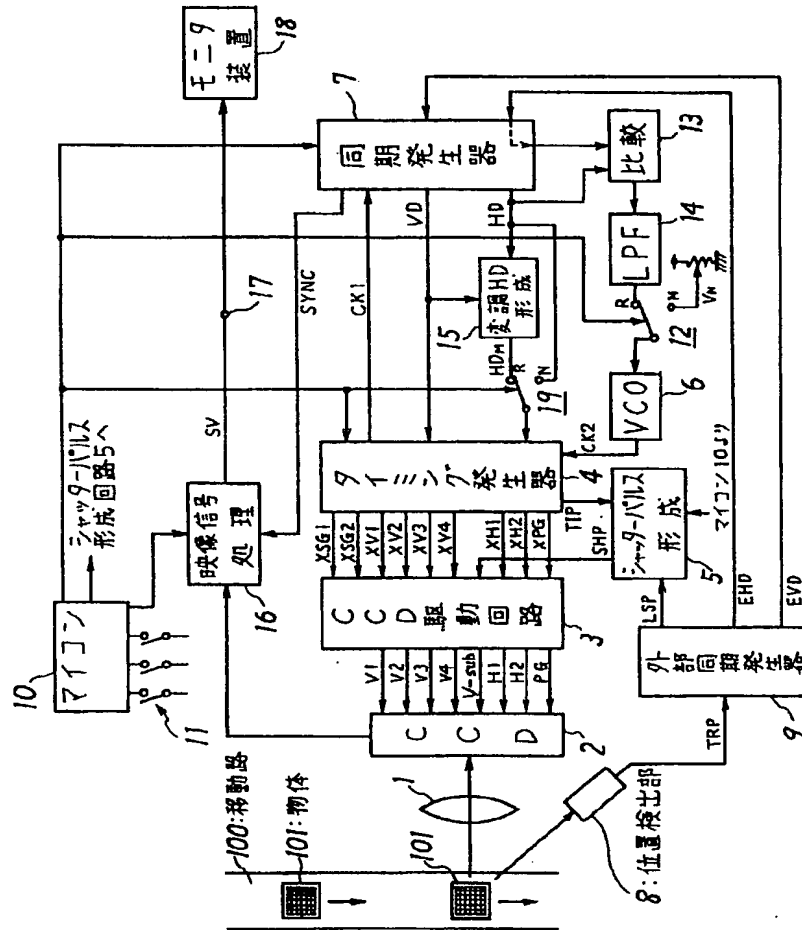 モニタ
装置
18
7
同期発生器
17
SV
SYNC
CK1
VD
HD
比較
13
LPF
14
R
M
VM
12
VCO
6
CK2
変調HD
形成
15
HDM
R
N
19
タイミング発生器
4
TIP
SHP
シャッターパルス
形成
5
マイコン10より
シャッターパルス
形成回路5へ
映像信号
処理
16
マイコン
10
11
XSG1
XSG2
XV1
XV2
XV3
XV4
XH1
XH2
XPG
CCD駆動回路
3
V1
V2
V3
V4
V-sub
H1
H2
PG
CCD
2
1
LSP
EHD
EVD
外部同期発生器
9
TRP
8:位置検出部
100:移動路
101:物体
101